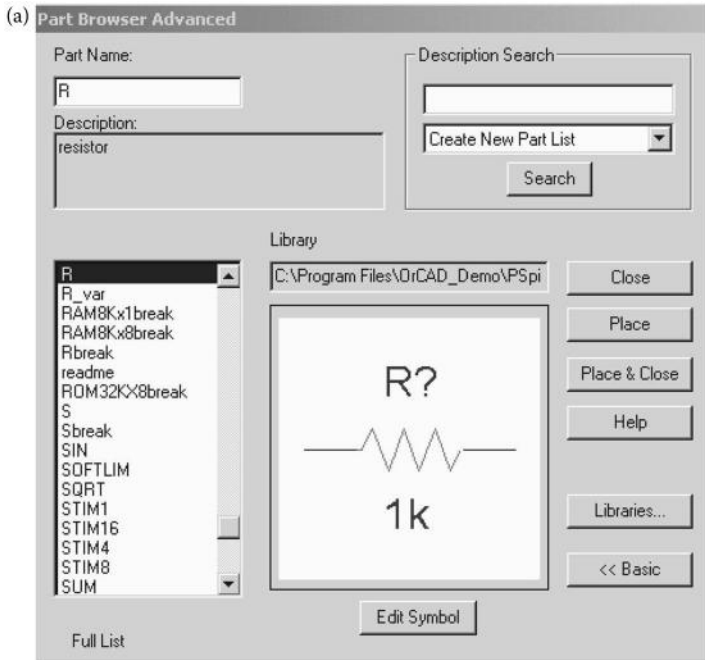 (a)
Part Browser Advanced
Part Name:
R
Description:
resistor
Description Search
Create New Part List
Search
Library
C:\Program Files\OrCAD_Demo\PSpi
R
R_var
RAM8Kx1break
RAM8Kx8break
Rbreak
readme
ROM32KX8break
S
Sbreak
SIN
SOFTLIM
SQRT
STIM1
STIM16
STIM4
STIM8
SUM
Full List
R?
1k
Edit Symbol
Close
Place
Place & Close
Help
Libraries...
<< Basic